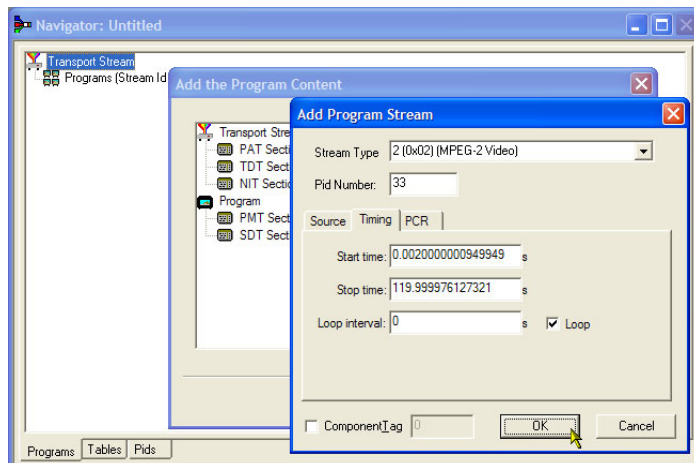 Navigator: Untitled
Transport Stream
Programs (Stream Id
Add the Program Content
Transport Stre
PAT Secti
TDT Sect
NIT Sectio
Program
PMT Sect
SDT Sect
Add Program Stream
Stream Type 2 (0x02) (MPEG-2 Video)
Pid Number: 33
Source Timing PCR
Start time: 0.0020000000949949 s
Stop time: 119.999976127321 s
Loop interval: 0 s Loop
ComponentTag 0 OK Cancel
Programs Tables Pids